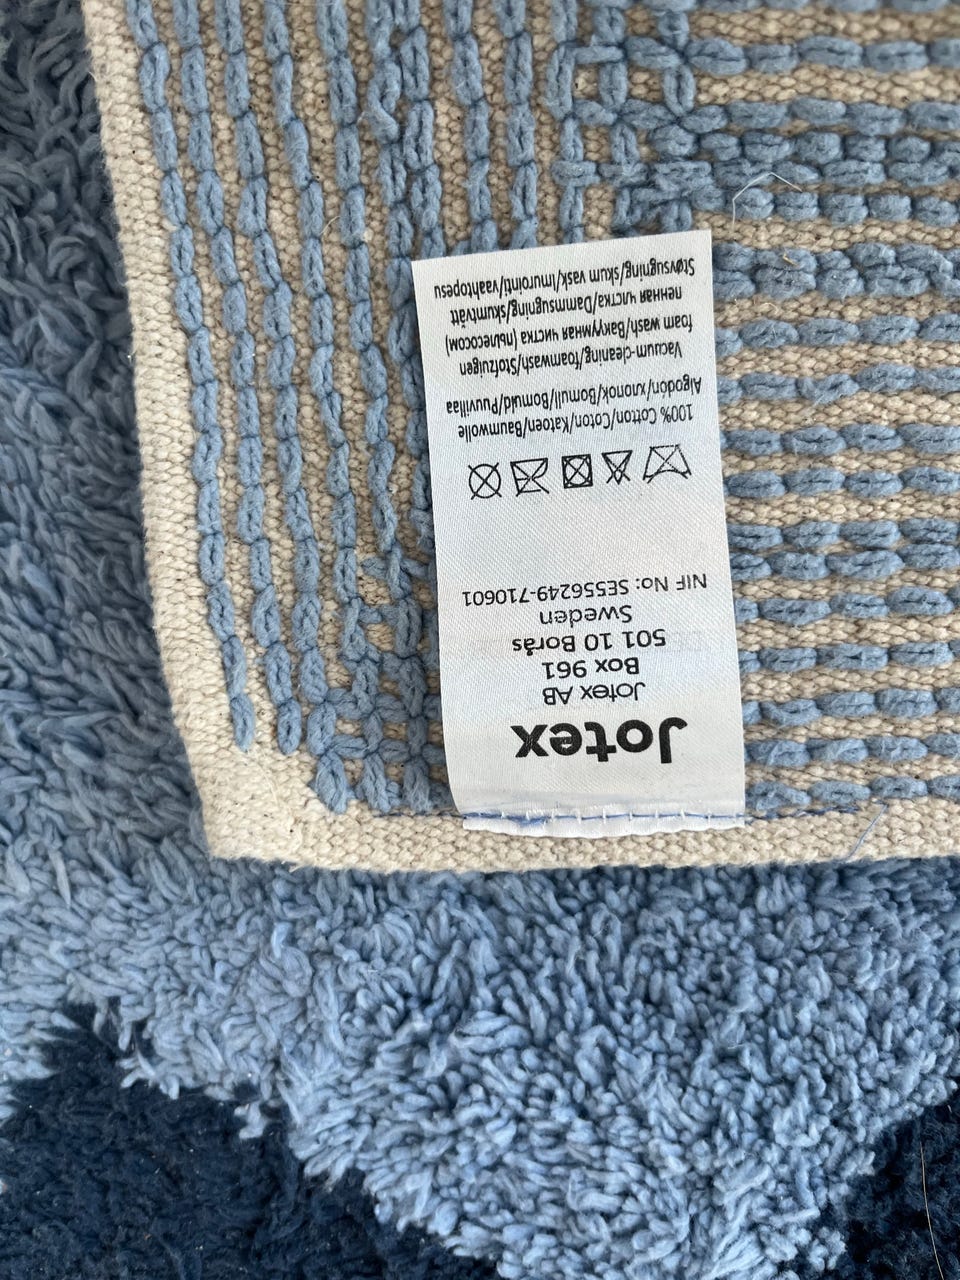 Jotex
Jotex AB
Box 961
501 10 Borås
Sweden
NIF No: SE556249-710601
100% Cotton/Coton/Katoen/Baumwolle
Algodón/хлопок/Bomull/Bomuld/Puuvillaa
Vacuum-cleaning/foamwash/Stofzuigen
foam wash/Вакуумная чистка (пылесосом)
пенная чистка/Dammsugning/skumtvätt
Støvsugning/skum vask/imurointi/vaahtopesu